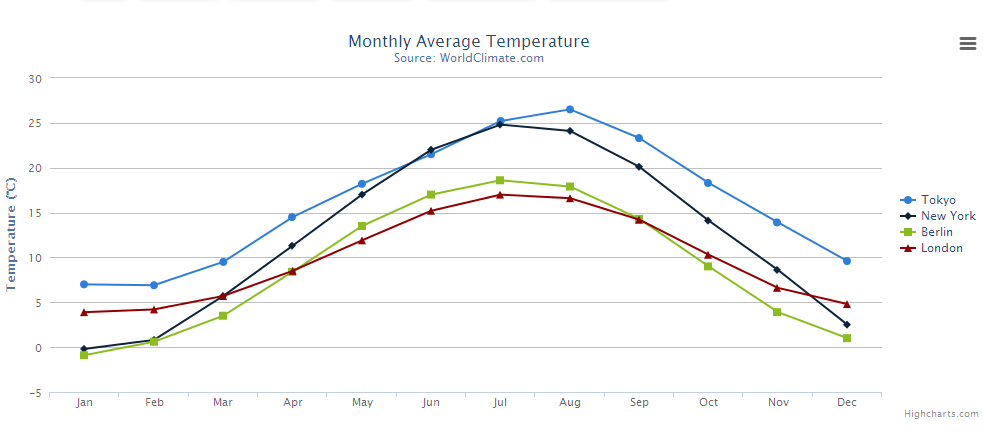 Monthly Average Temperature
Source: WorldClimate.com
Temperature (°C)
30
25
20
15
10
5
0
-5
Jan Feb Mar Apr May Jun Jul Aug Sep Oct Nov Dec
Tokyo
New York
Berlin
London
Highcharts.com